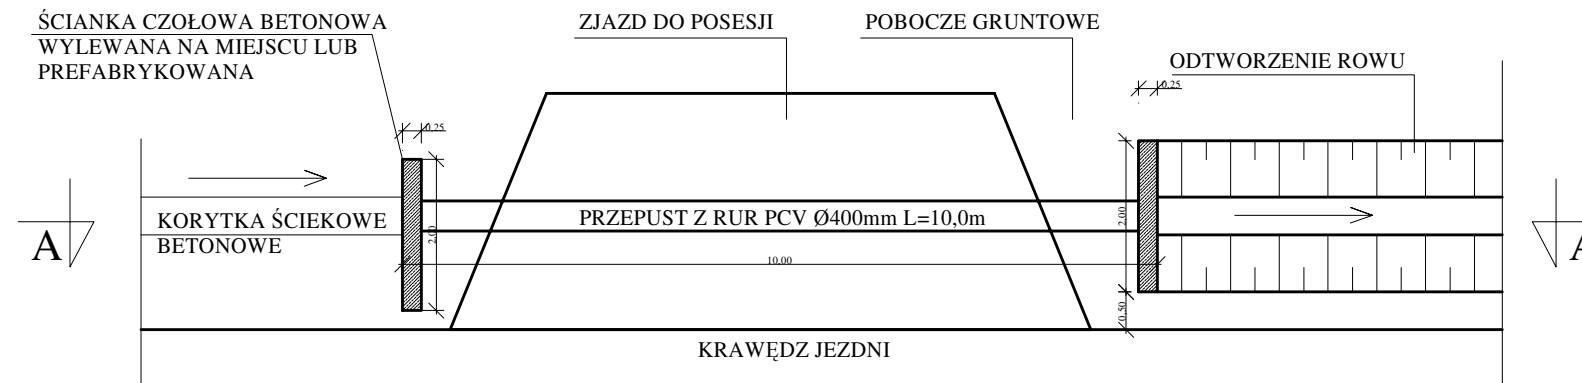 ŚCIANKA CZOŁOWA BETONOWA
WYLEWANA NA MIEJSCU LUB
PREFABRYKOWANA
ZJAZD DO POSESJI
POBOCZE GRUNTOWE
ODTWORZENIE ROWU
0,25
0,25
KORYTKA ŚCIEKOWE
BETONOWE
A
2,00
PRZEPUST Z RUR PCV Ø400mm L=10,0m
10,00
2,00
0,50
A
KRAWĘDZ JEZDNI